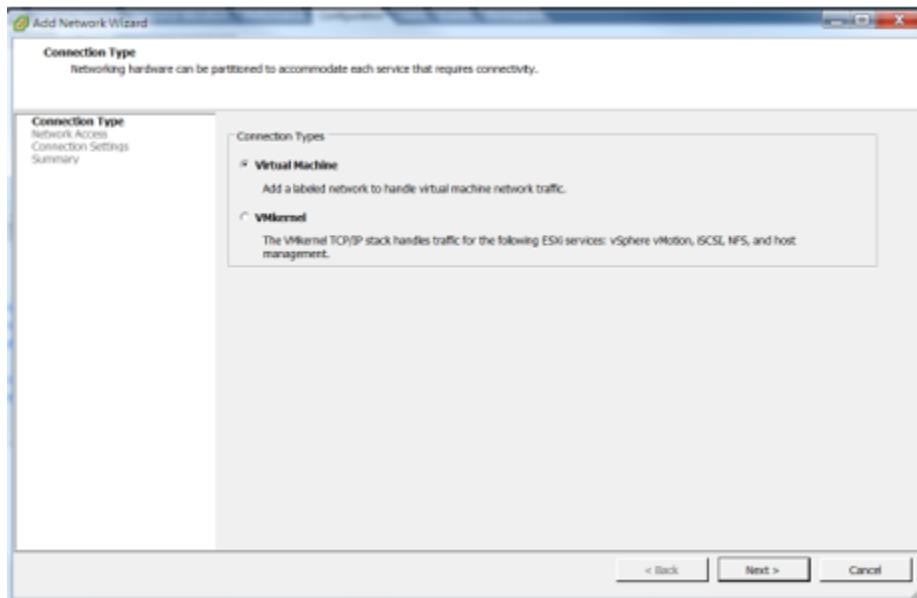 Configuration
Add Network Wizard
Connection Type
Networking hardware can be partitioned to accommodate each service that requires connectivity.
Connection Type
Network Access
Connection Settings
Summary
Connection Types
Virtual Machine
Add a labeled network to handle virtual machine network traffic.
VMkernel
The VMkernel TCP/IP stack handles traffic for the following ESXi services: vSphere vMotion, iSCSI, NFS, and host
management.
< Back
Next >
Cancel